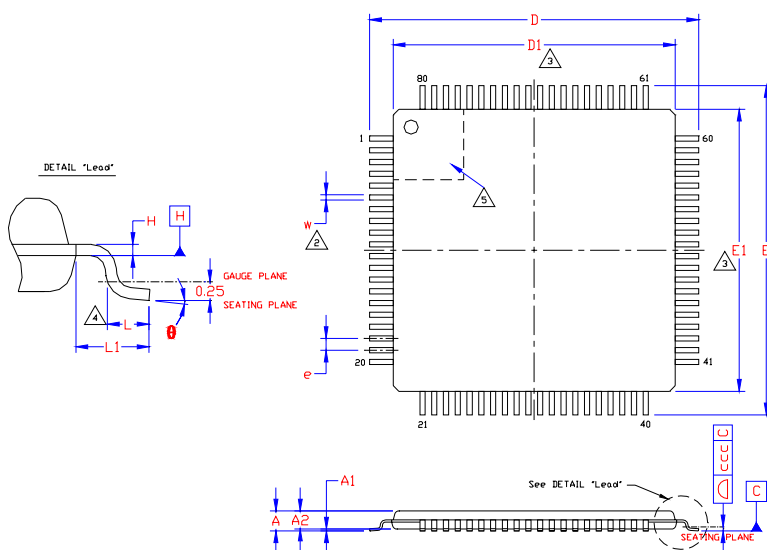 D
D1
3
80
61
1
60
DETAIL "Lead"
5
w
2
H
H
E1
E
3
GAUGE PLANE
0.25
SEATING PLANE
4
L
θ
L1
e
20
41
21
40
A1
See DETAIL "Lead"
A
A2
C
SEATING PLANE